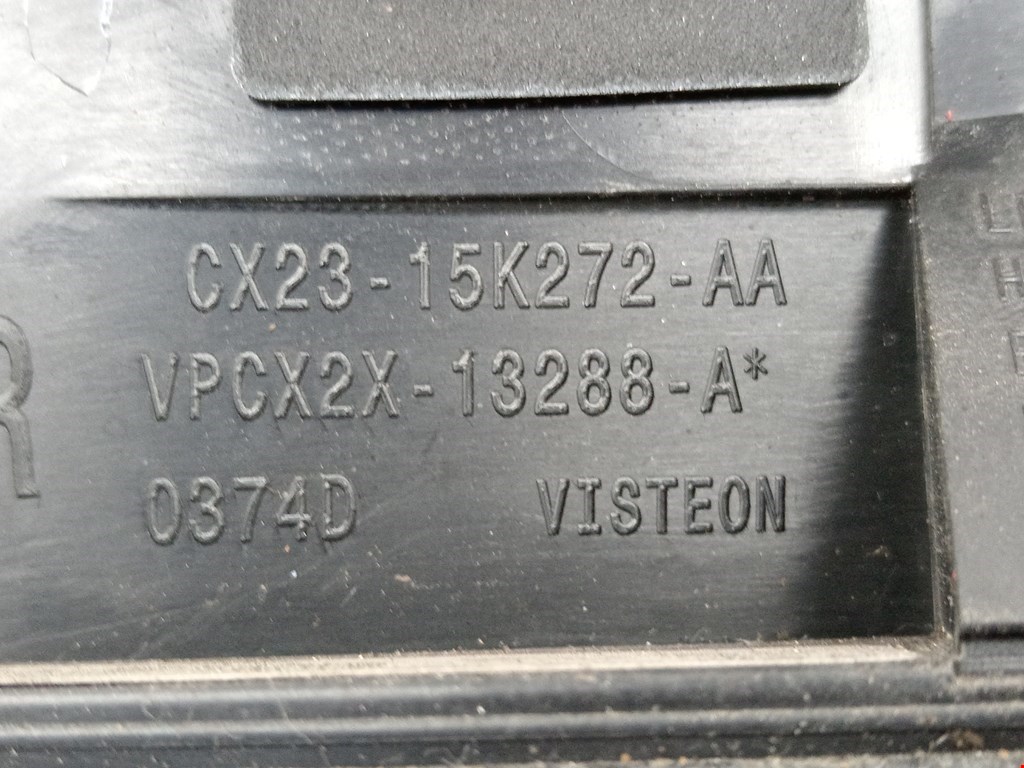 CX23-15K272-AA
VPCX2X-13288-A*
0374D VISTEON
R